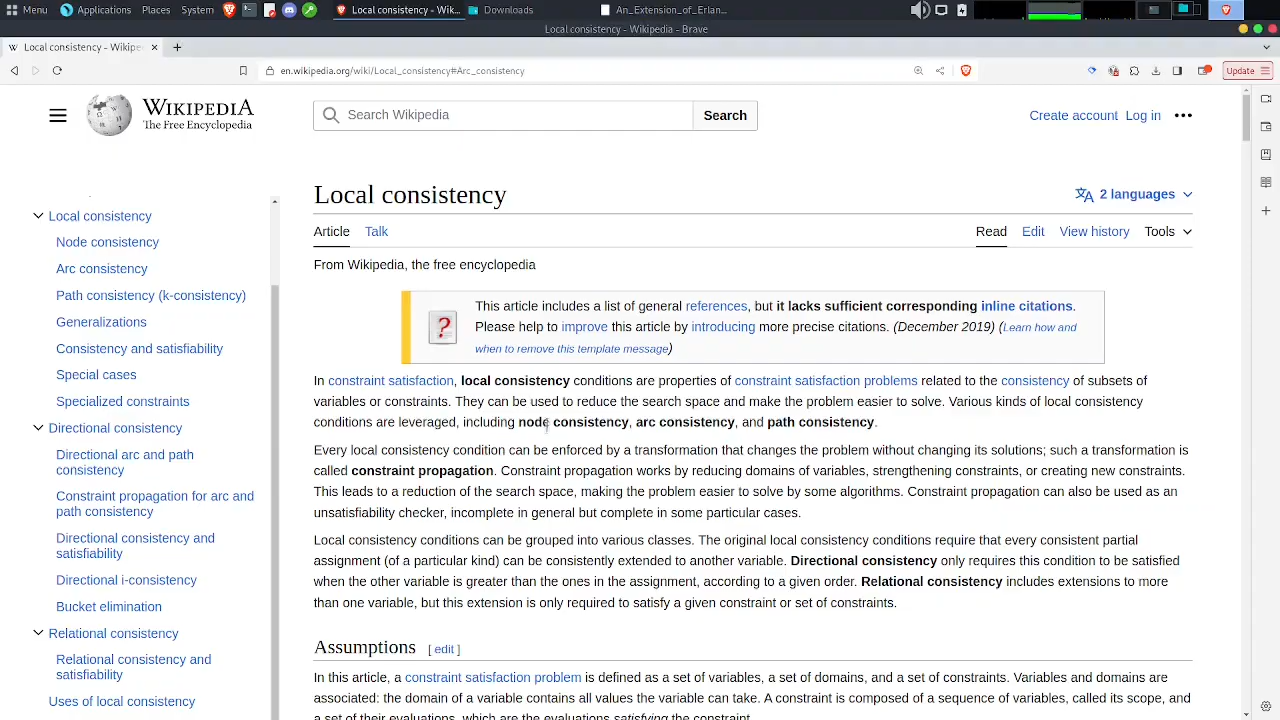 Menu Applications Places System Local consistency - Wik... Downloads An_Extension_of_Erlan...
Local consistency - Wikipedia - Brave
W Local consistency - Wikipe
en.wikipedia.org/wiki/Local_consistency#Arc_consistency Update
WIKIPEDIA
The Free Encyclopedia
Search Wikipedia Search
Create account Log in
Local consistency
Node consistency
Arc consistency
Path consistency (k-consistency)
Generalizations
Consistency and satisfiability
Special cases
Specialized constraints
Directional consistency
Directional arc and path
consistency
Constraint propagation for arc and
path consistency
Directional consistency and
satisfiability
Directional i-consistency
Bucket elimination
Relational consistency
Relational consistency and
satisfiability
Uses of local consistency
Local consistency 2 languages
Article Talk Read Edit View history Tools
From Wikipedia, the free encyclopedia
This article includes a list of general references, but it lacks sufficient corresponding inline citations.
Please help to improve this article by introducing more precise citations. (December 2019) (Learn how and
when to remove this template message)
In constraint satisfaction, local consistency conditions are properties of constraint satisfaction problems related to the consistency of subsets of
variables or constraints. They can be used to reduce the search space and make the problem easier to solve. Various kinds of local consistency
conditions are leveraged, including node consistency, arc consistency, and path consistency.
Every local consistency condition can be enforced by a transformation that changes the problem without changing its solutions; such a transformation is
called constraint propagation. Constraint propagation works by reducing domains of variables, strengthening constraints, or creating new constraints.
This leads to a reduction of the search space, making the problem easier to solve by some algorithms. Constraint propagation can also be used as an
unsatisfiability checker, incomplete in general but complete in some particular cases.
Local consistency conditions can be grouped into various classes. The original local consistency conditions require that every consistent partial
assignment (of a particular kind) can be consistently extended to another variable. Directional consistency only requires this condition to be satisfied
when the other variable is greater than the ones in the assignment, according to a given order. Relational consistency includes extensions to more
than one variable, but this extension is only required to satisfy a given constraint or set of constraints.
Assumptions [ edit ]
In this article, a constraint satisfaction problem is defined as a set of variables, a set of domains, and a set of constraints. Variables and domains are
associated: the domain of a variable contains all values the variable can take. A constraint is composed of a sequence of variables, called its scope, and
a set of their evaluations, which are the evaluations satisfying the constraint.